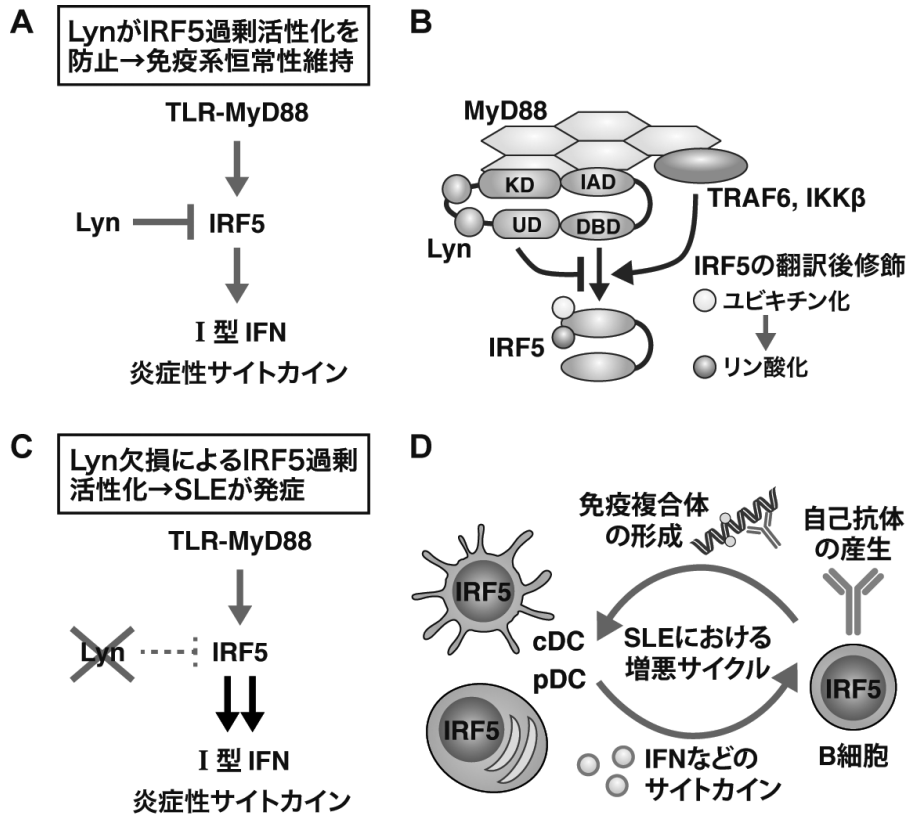 A
LynがIRF5過剰活性化を
防止→免疫系恒常性維持
TLR-MyD88
Lyn
IRF5
I 型 IFN
炎症性サイトカイン
B
MyD88
KD
IAD
UD
DBD
Lyn
TRAF6, IKKβ
IRF5の翻訳後修飾
ユビキチン化
リン酸化
IRF5
C
Lyn欠損によるIRF5過剰
活性化→SLEが発症
TLR-MyD88
Lyn
IRF5
I 型 IFN
炎症性サイトカイン
D
免疫複合体
の形成
自己抗体
の産生
IRF5
cDC
pDC
SLEにおける
増悪サイクル
IRF5
IRF5
B細胞
IFNなどの
サイトカイン